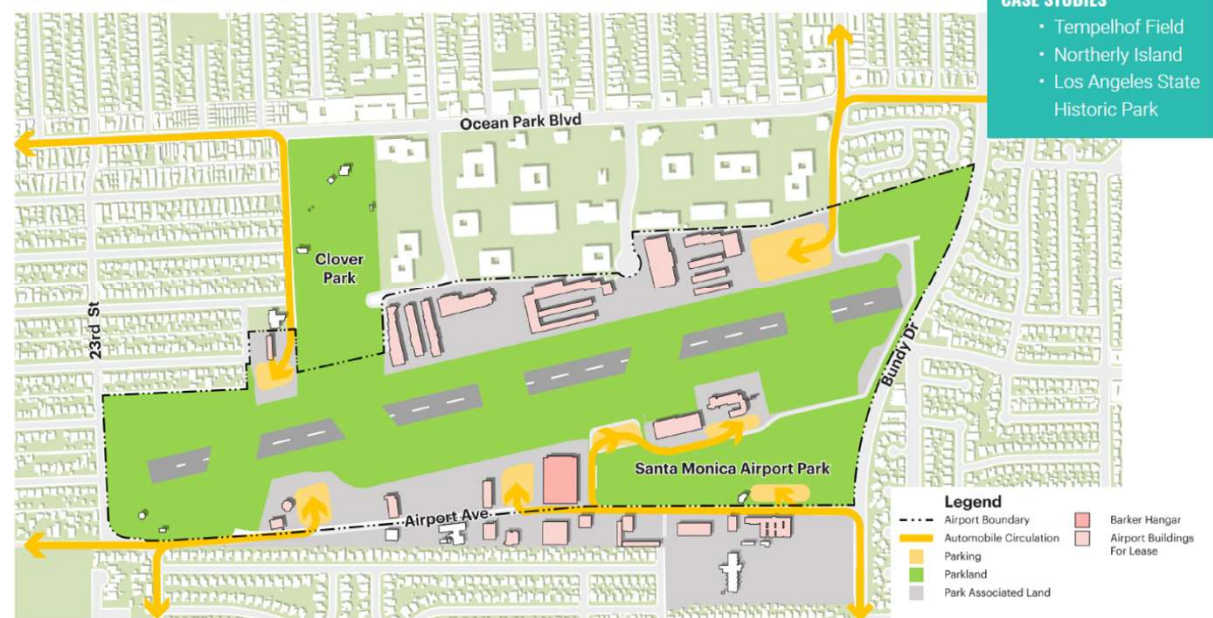 CASE STUDIES
• Tempelhof Field
• Northerly Island
• Los Angeles State
Historic Park
Ocean Park Blvd
Clover
Park
23rd St
Bundy Dr
Santa Monica Airport Park
Airport Ave
Legend
Airport Boundary
Automobile Circulation
Parking
Parkland
Park Associated Land
Barker Hangar
Airport Buildings
For Lease